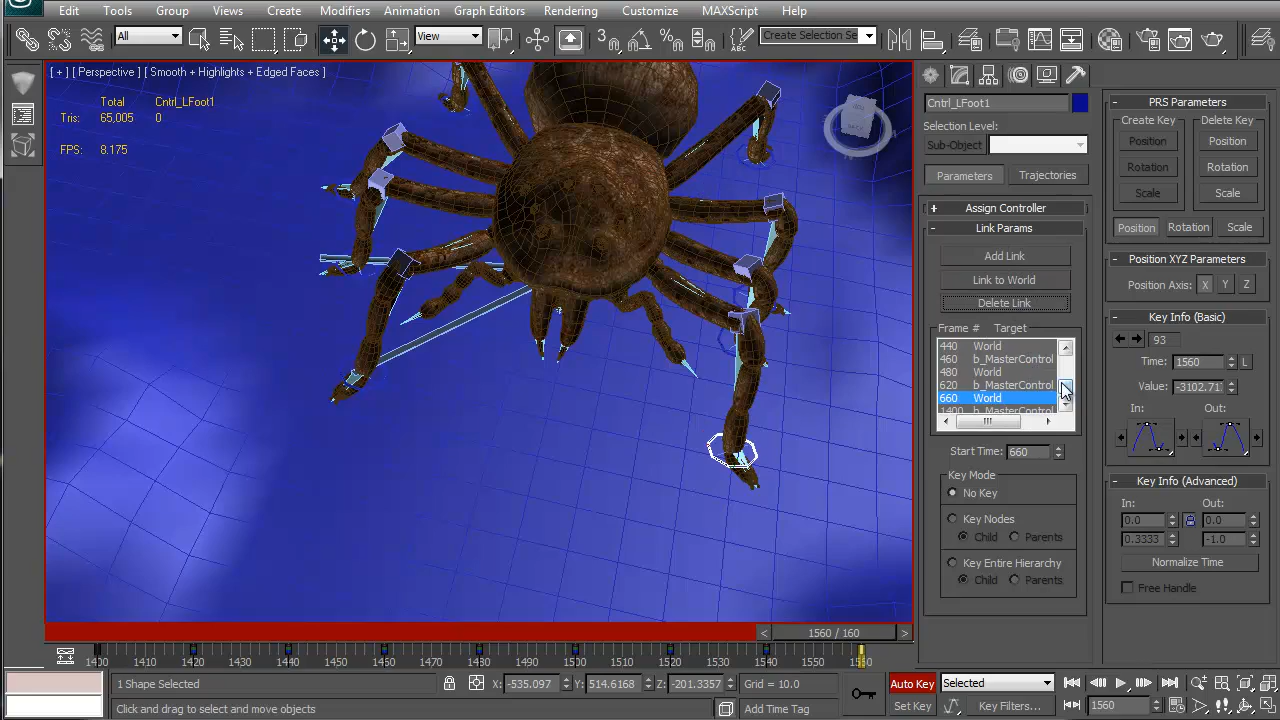 Edit Tools Group Views Create Modifiers Animation Graph Editors Rendering Customize MAXScript Help
All View Create Selection Se
[ + ] [ Perspective ] [ Smooth + Highlights + Edged Faces ]
Total Cntrl_LFoot1
Tris: 65,005 0
FPS: 8.175
Cntrl_LFoot1
Selection Level:
Sub-Object
Parameters Trajectories
+ Assign Controller
- Link Params
Add Link
Link to World
Delete Link
Frame # Target
440 World
460 b_MasterControl
480 World
620 b_MasterControl
660 World
1400 b_MasterControl
Start Time: 660
Key Mode
No Key
Key Nodes
Child Parents
Key Entire Hierarchy
Child Parents
- PRS Parameters
Create Key Delete Key
Position Position
Rotation Rotation
Scale Scale
Position Rotation Scale
- Position XYZ Parameters
Position Axis: X Y Z
- Key Info (Basic)
93
Time: 1560 L
Value: -3102.71
In: Out:
- Key Info (Advanced)
In: Out:
0.0 0.0
0.3333 -1.0
Normalize Time
Free Handle
< 1560 / 160 >
1400 1410 1420 1430 1440 1450 1460 1470 1480 1490 1500 1510 1520 1530 1540 1550
1 Shape Selected X: -535.097 Y: 514.6168 Z: -201.3357 Grid = 10.0 Auto Key Selected
Click and drag to select and move objects Add Time Tag Set Key Key Filters... 1560